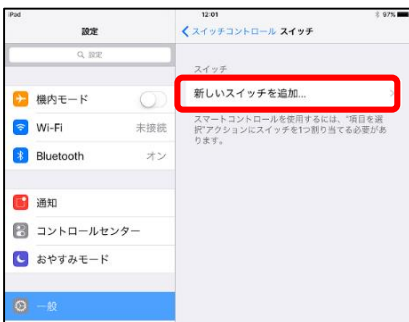 iPad
12:01
97%
設定
スイッチコントロール スイッチ
設定
機内モード
Wi-Fi
未接続
Bluetooth
オン
通知
コントロールセンター
おやすみモード
一般
スイッチ
新しいスイッチを追加...
スマートコントロールを使用するには、"項目を選
択"アクションにスイッチを1つ割り当てる必要があ
ります。